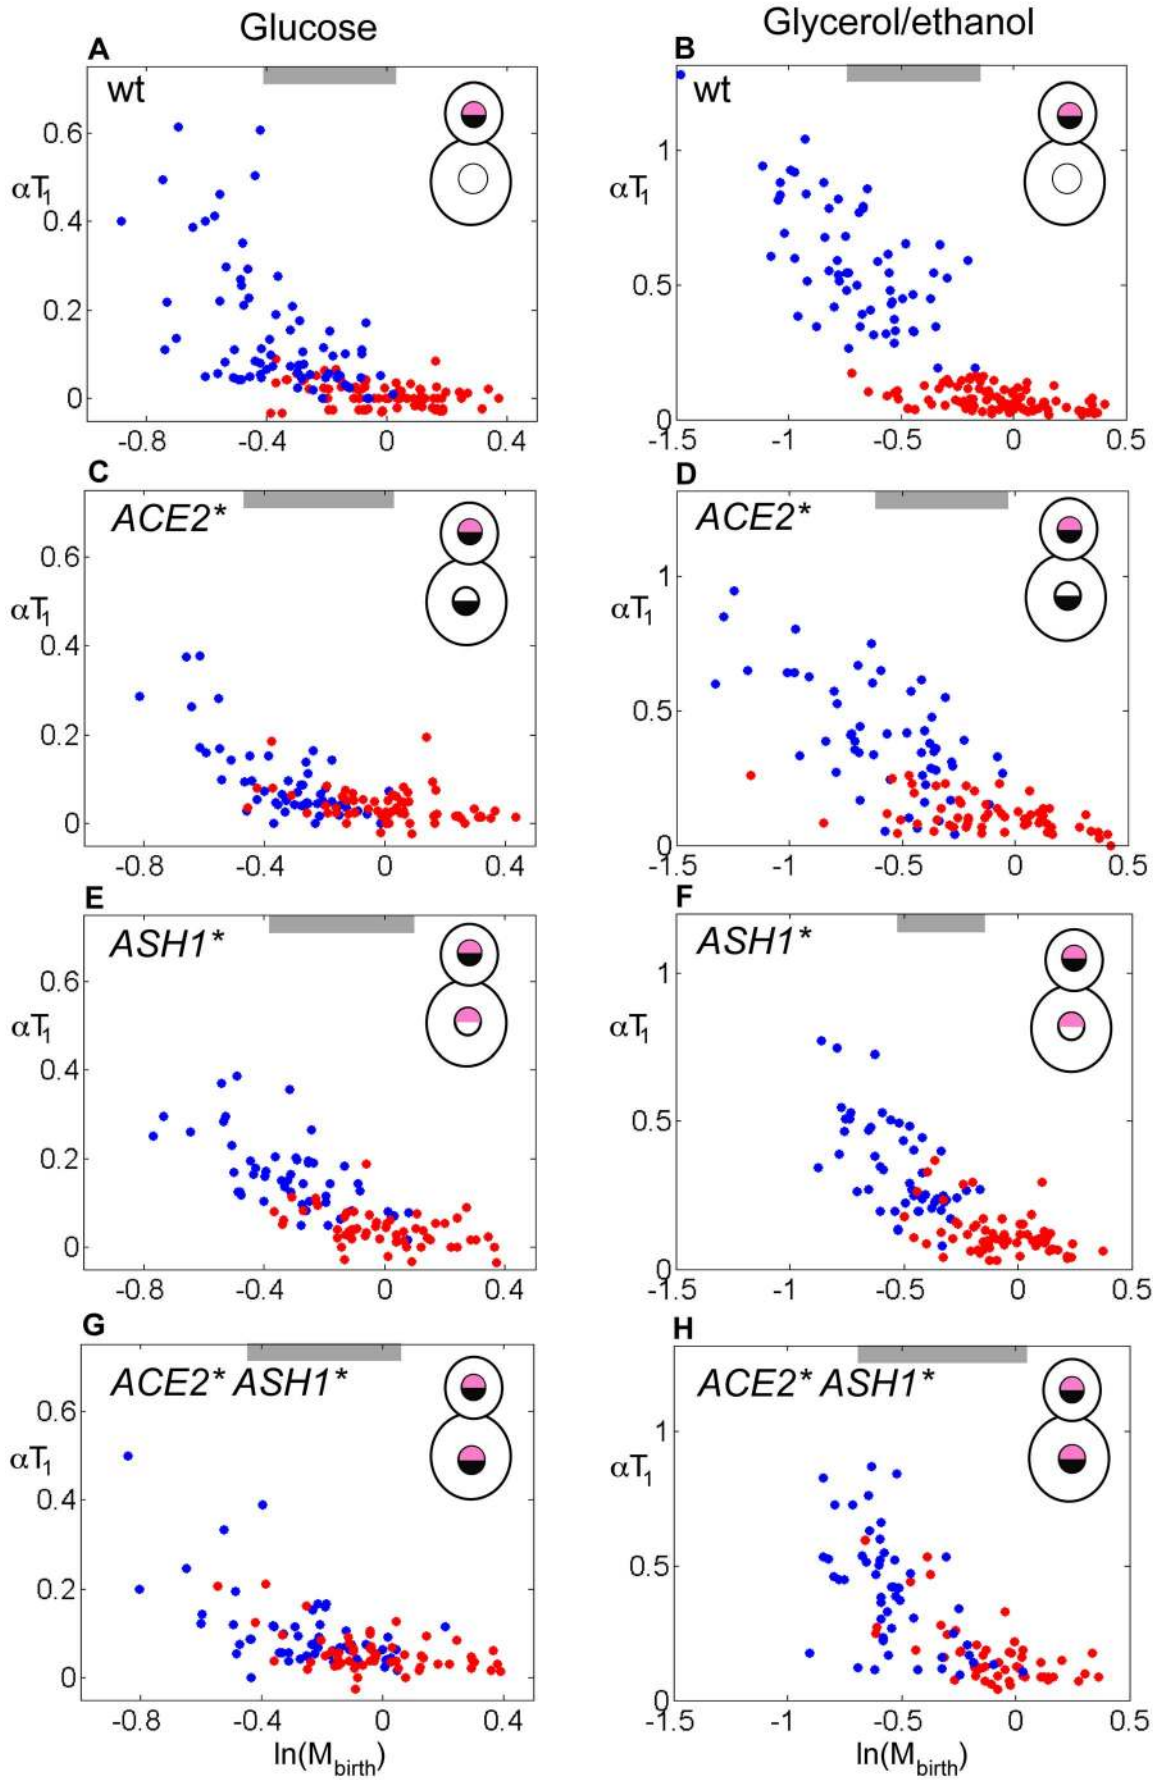 Glucose
Glycerol/ethanol
A
B
wt
wt
0.6
0.4
0.2
0
αT1
-0.8
-0.4
0
0.4
1
0.5
0
αT1
-1.5
-1
-0.5
0
0.5
C
D
ACE2*
ACE2*
0.6
0.4
0.2
0
αT1
-0.8
-0.4
0
0.4
1
0.5
0
αT1
-1.5
-1
-0.5
0
0.5
E
F
ASH1*
ASH1*
0.6
0.4
0.2
0
αT1
-0.8
-0.4
0
0.4
1
0.5
0
αT1
-1.5
-1
-0.5
0
0.5
G
H
ACE2* ASH1*
ACE2* ASH1*
0.6
0.4
0.2
0
αT1
-0.8
-0.4
0
0.4
1
0.5
0
αT1
-1.5
-1
-0.5
0
0.5
ln(Mbirth)
ln(Mbirth)